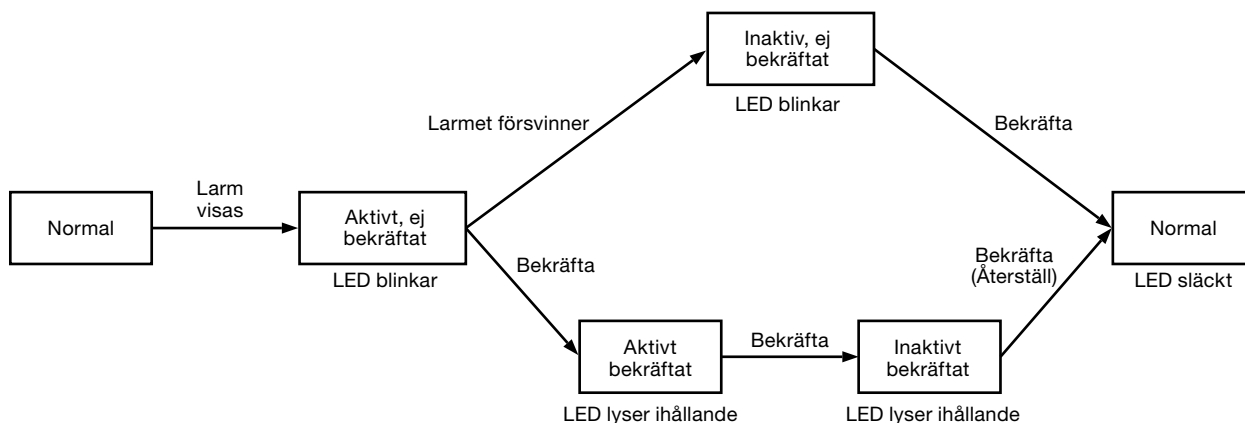 Inaktiv, ej
bekräftat
LED blinkar
Larmet försvinner
Bekräfta
Larm
visas
Normal
Aktivt, ej
bekräftat
LED blinkar
Bekräfta
Bekräfta
(Återställ)
Normal
LED släckt
Aktivt
bekräftat
LED lyser ihållande
Bekräfta
Inaktivt
bekräftat
LED lyser ihållande